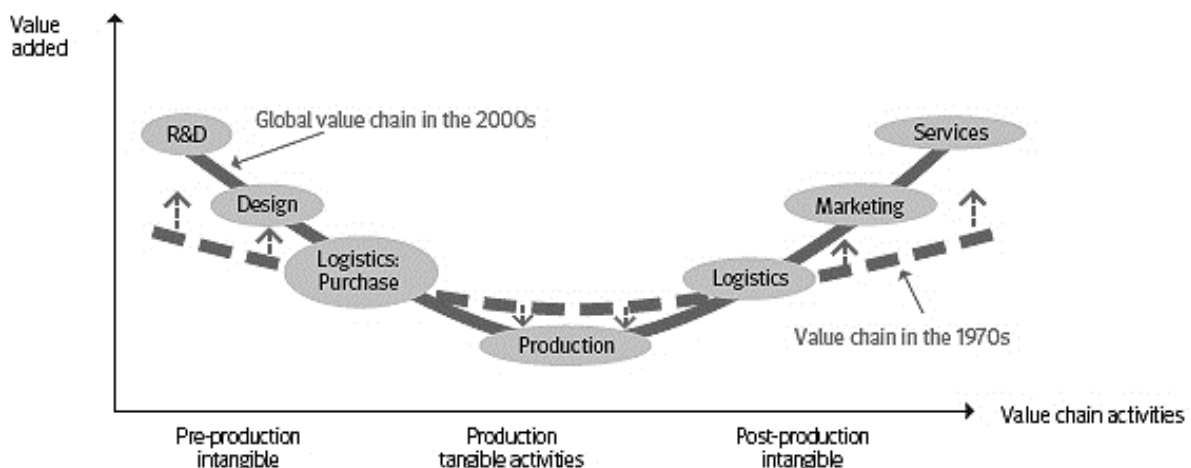 Value
added
R&D
Global value chain in the 2000s
Services
Design
Marketing
Logistics:
Purchase
Logistics
Production
Value chain in the 1970s
Value chain activities
Pre-production
intangible
Production
tangible activities
Post-production
intangible